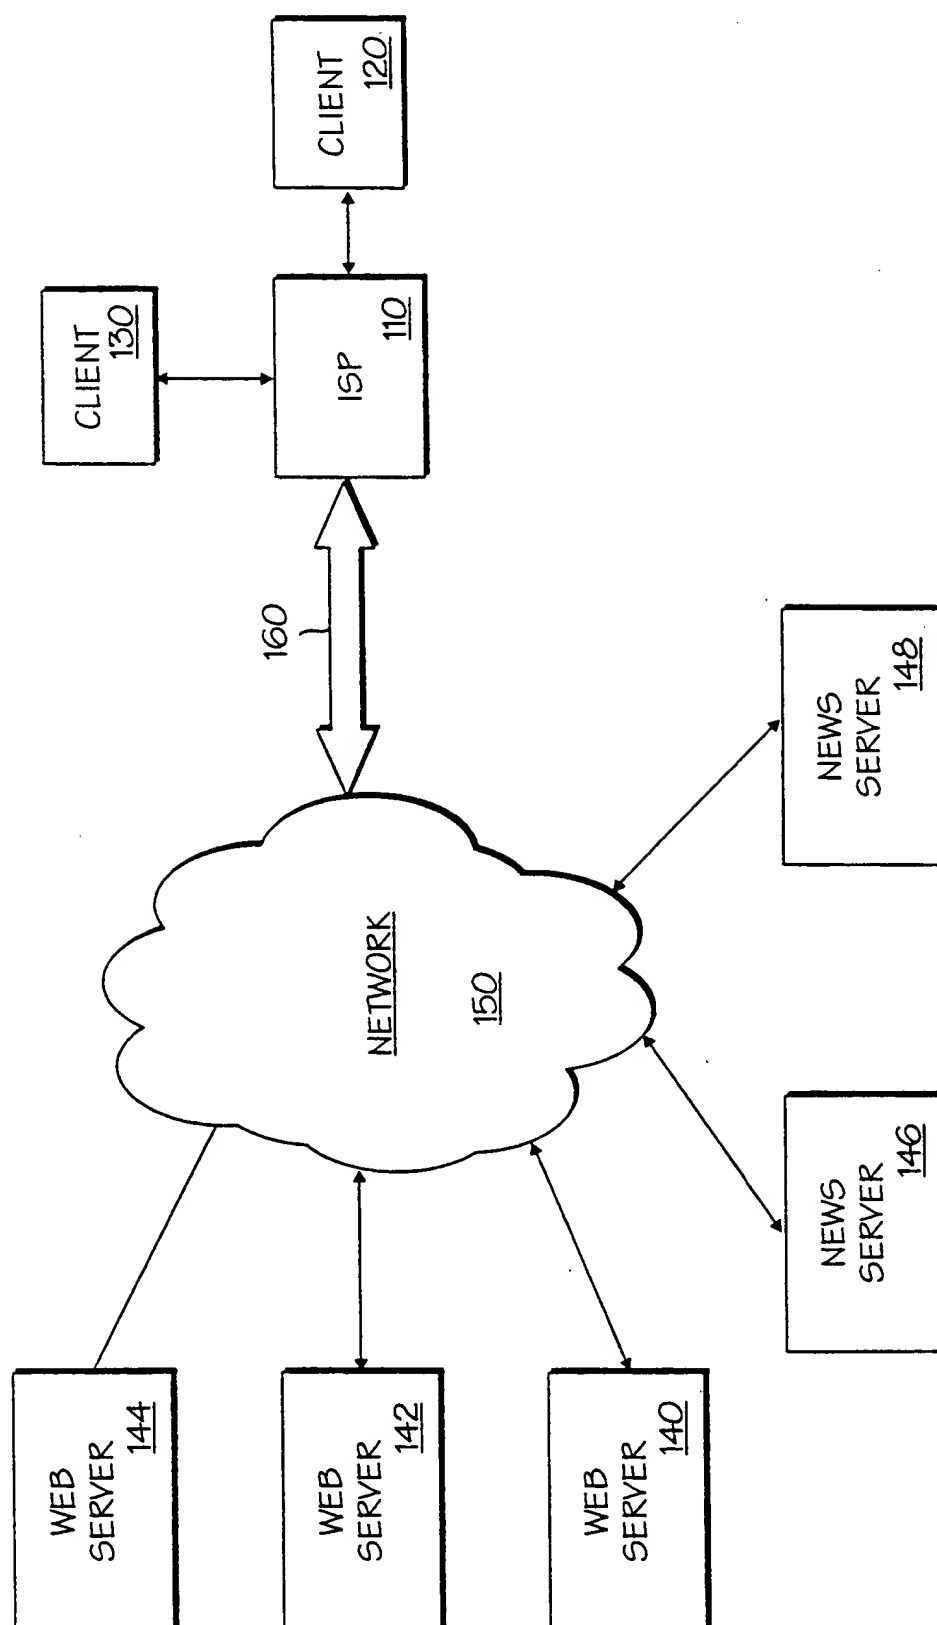 WEB
SERVER
144
WEB
SERVER
142
WEB
SERVER
140
NETWORK
150
160
CLIENT
130
ISP
110
CLIENT
120
NEWS
SERVER
146
NEWS
SERVER
148